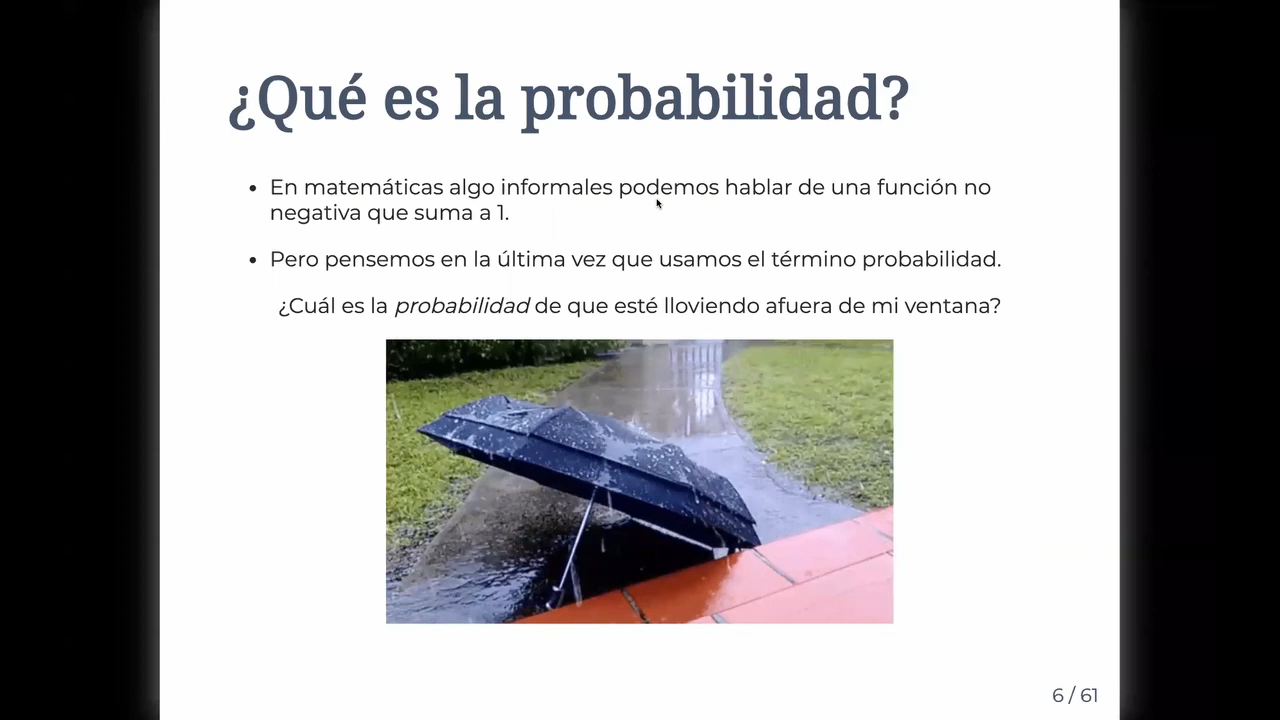 ¿Qué es la probabilidad?
• En matemáticas algo informales podemos hablar de una función no
negativa que suma a 1.
• Pero pensemos en la última vez que usamos el término probabilidad.
¿Cuál es la probabilidad de que esté lloviendo afuera de mi ventana?
6 / 61